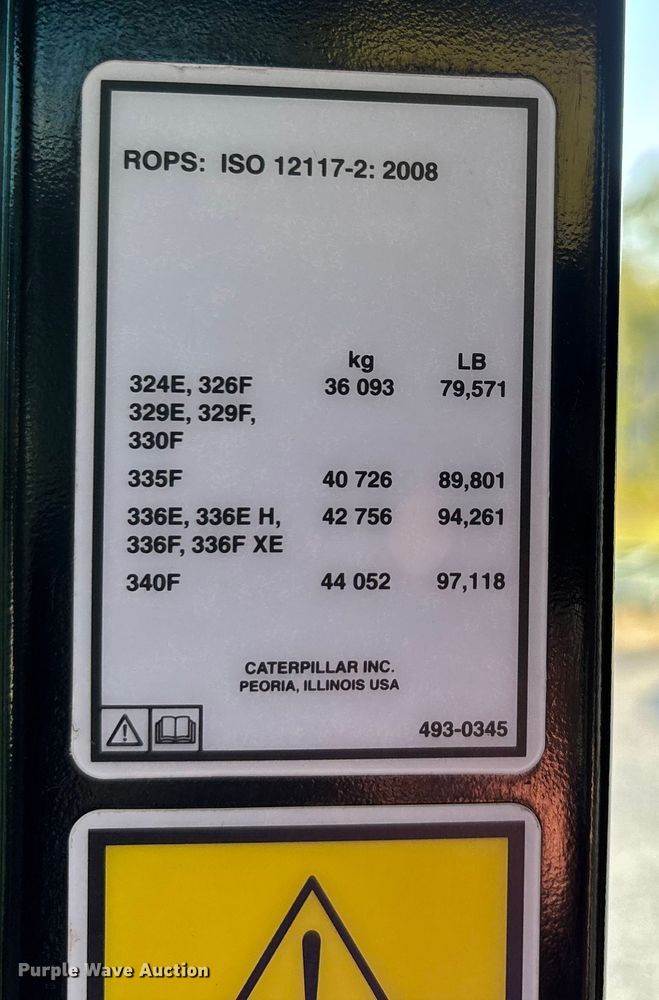 ROPS: ISO 12117-2: 2008
kg LB
324E, 326F 36 093 79,571
329E, 329F,
330F
335F 40 726 89,801
336E, 336E H, 42 756 94,261
336F, 336F XE
340F 44 052 97,118
CATERPILLAR INC.
PEORIA, ILLINOIS USA
493-0345
Purple Wave Auction